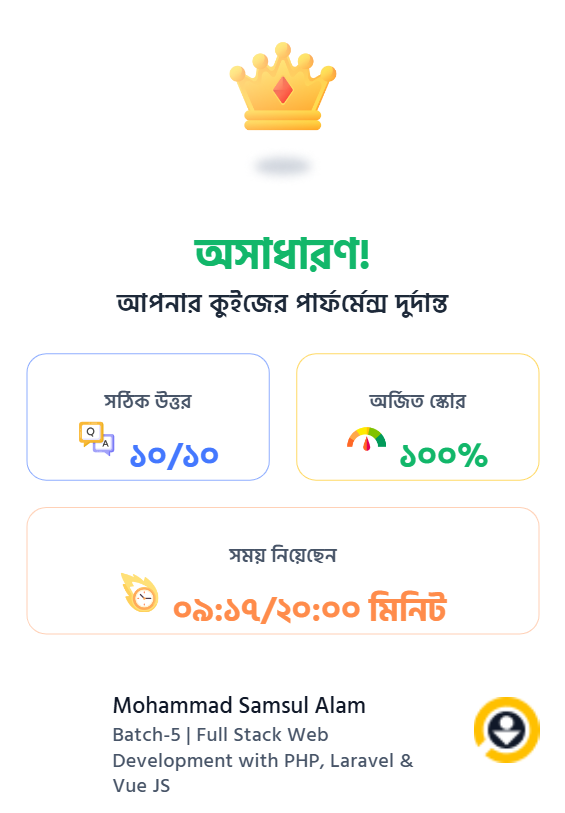 অসাধারণ!
আপনার কুইজের পার্ফর্মেন্স দুর্দান্ত
সঠিক উত্তর
Q
A
১০/১০
অর্জিত স্কোর
১০০%
সময় নিয়েছেন
০৯:১৭/২০:০০ মিনিট
Mohammad Samsul Alam
Batch-5 | Full Stack Web
Development with PHP, Laravel &
Vue JS